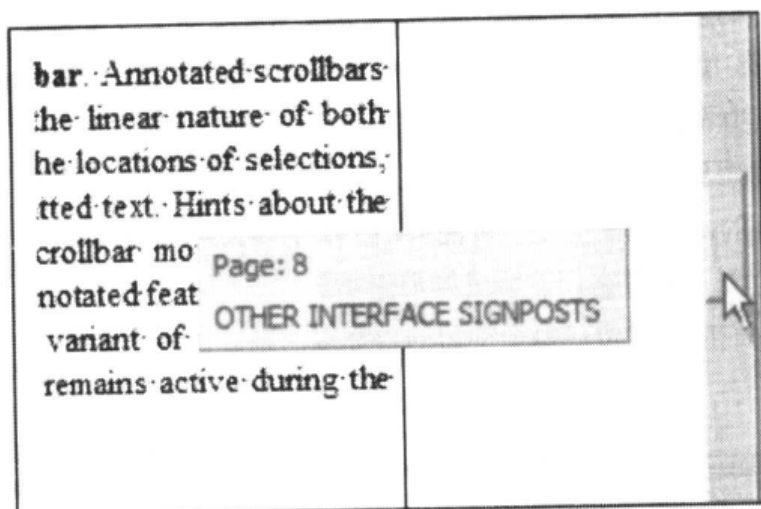 bar. Annotated scrollbars
the linear nature of both
he locations of selections,
tted text. Hints about the
crollbar mo
notated feat
variant of
remains active during the
Page: 8
OTHER INTERFACE SIGNPOSTS